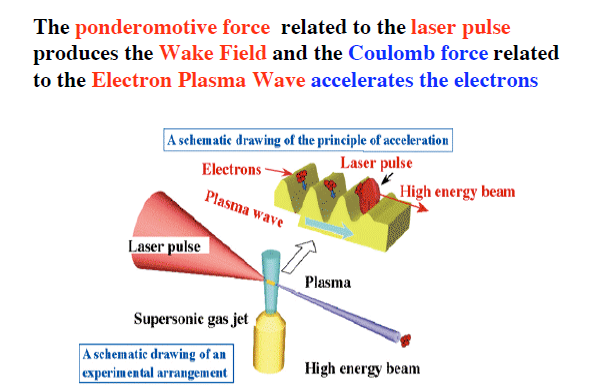 The ponderomotive force related to the laser pulse
produces the Wake Field and the Coulomb force related
to the Electron Plasma Wave accelerates the electrons
A schematic drawing of the principle of acceleration
Electrons
Laser pulse
High energy beam
Plasma wave
Laser pulse
Plasma
Supersonic gas jet
A schematic drawing of an
experimental arrangement
High energy beam